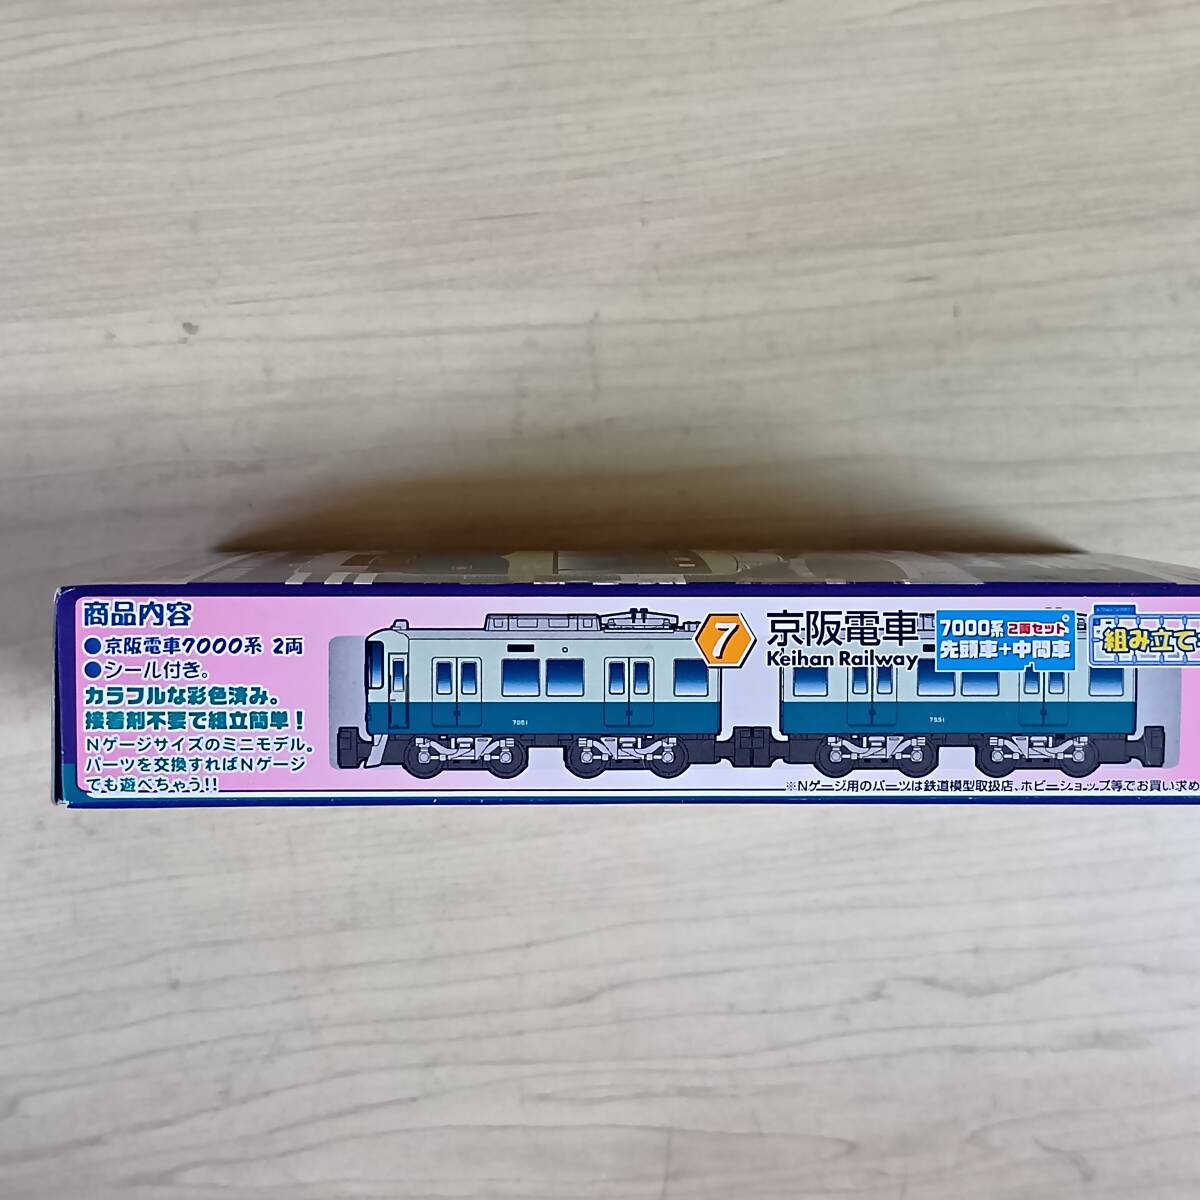 商品内容
●京阪電車7000系 2両
●シール付き。
カラフルな彩色済み。
接着剤不要で組立簡単!
Nゲージサイズのミニモデル。
パーツを交換すればNゲージ
でも遊べちゃう!!
7051
7
京阪電車
Keihan Railway
7000系 2両セット
先頭車+中間車
組み立て
7551
※Nゲージ用のパーツは鉄道模型取扱店、ホビーショップ等でお買い求め